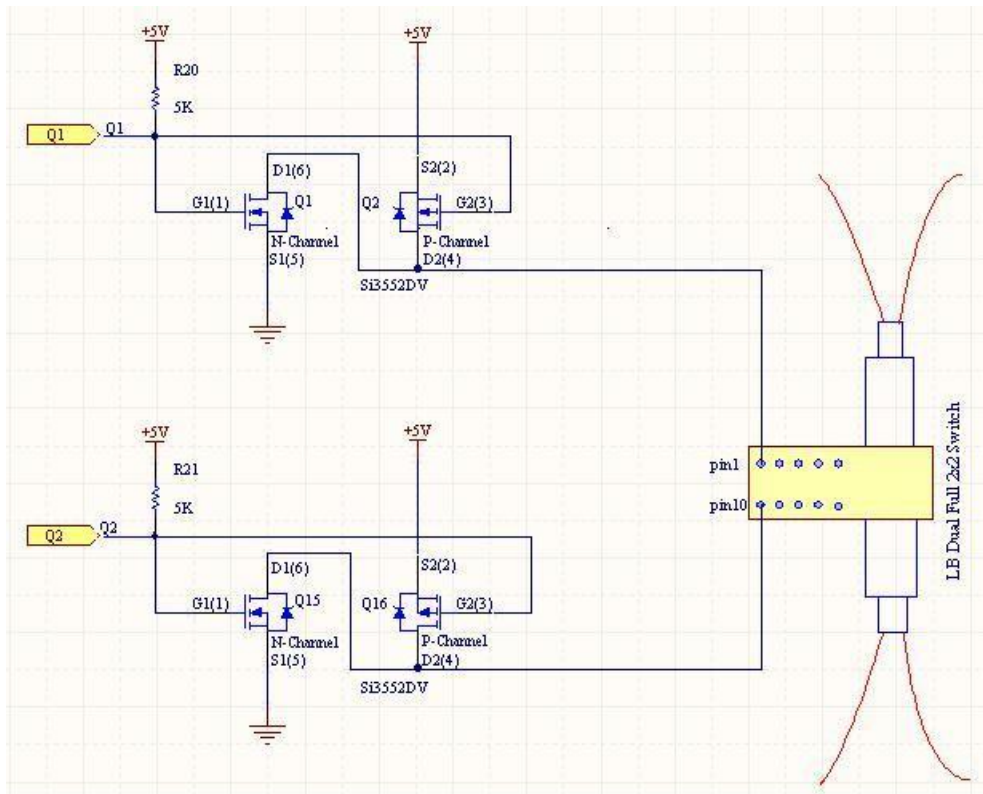 +5V
+5V
R20
5K
Q1
Q1
D1(6)
S2(2)
G1(1)
Q1
Q2
G2(3)
N-Channel
S1(5)
P-Channel
D2(4)
Si3552DV
+5V
+5V
R21
5K
Q2
Q2
D1(6)
S2(2)
G1(1)
Q15
Q16
G2(3)
N-Channel
S1(5)
P-Channel
D2(4)
Si3552DV
pin1
pin10
LB Dual Full 2x2 Switch